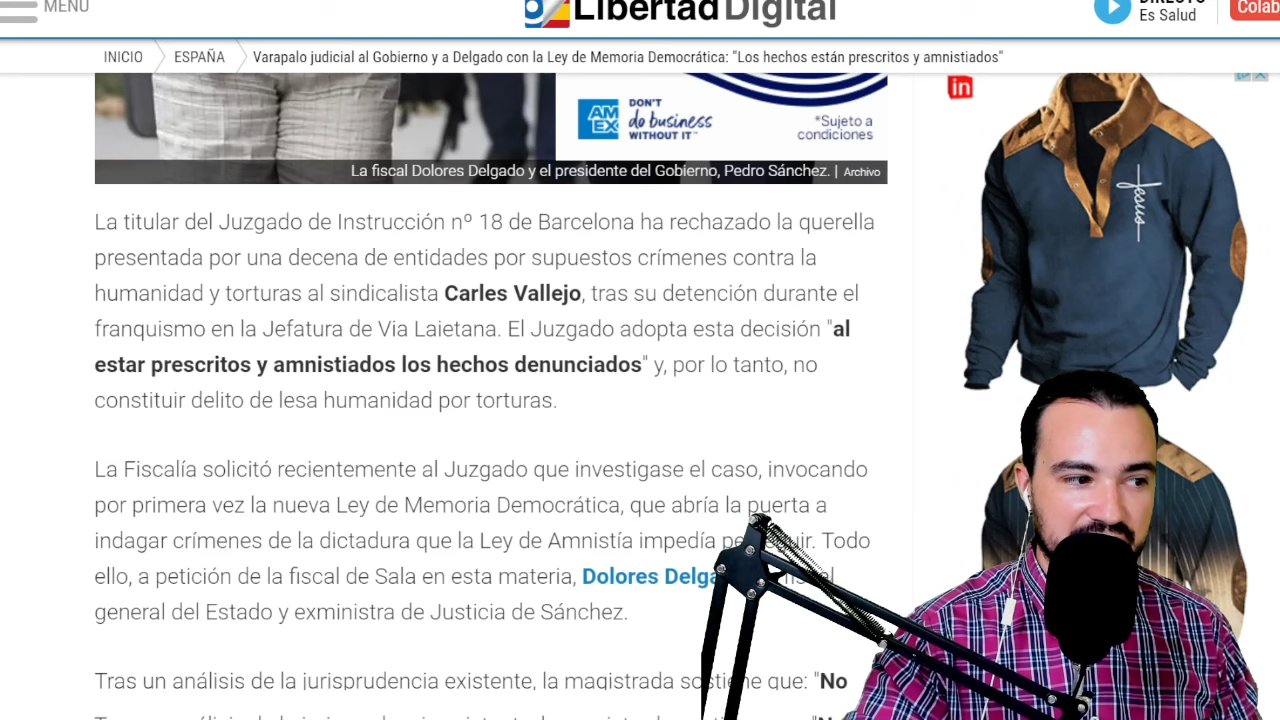 MENÚ
Libertad Digital
DIRECTO
Es Salud
Colab
INICIO
ESPAÑA
Varapalo judicial al Gobierno y a Delgado con la Ley de Memoria Democrática: "Los hechos están prescritos y amnistiados"
AM
EX
DON'T
do business
WITHOUT IT™
*Sujeto a
condiciones
in
Jesus
La fiscal Dolores Delgado y el presidente del Gobierno, Pedro Sánchez. | Archivo
La titular del Juzgado de Instrucción nº 18 de Barcelona ha rechazado la querella
presentada por una decena de entidades por supuestos crímenes contra la
humanidad y torturas al sindicalista Carles Vallejo, tras su detención durante el
franquismo en la Jefatura de Via Laietana. El Juzgado adopta esta decisión "al
estar prescritos y amnistiados los hechos denunciados" y, por lo tanto, no
constituir delito de lesa humanidad por torturas.
La Fiscalía solicitó recientemente al Juzgado que investigase el caso, invocando
por primera vez la nueva Ley de Memoria Democrática, que abría la puerta a
indagar crímenes de la dictadura que la Ley de Amnistía impedía Todo
ello, a petición de la fiscal de Sala en esta materia, Dolores
general del Estado y exministra de Justicia de Sánchez.
Tras un análisis de la jurisprudencia existente, la magistrada sostiene que: "No